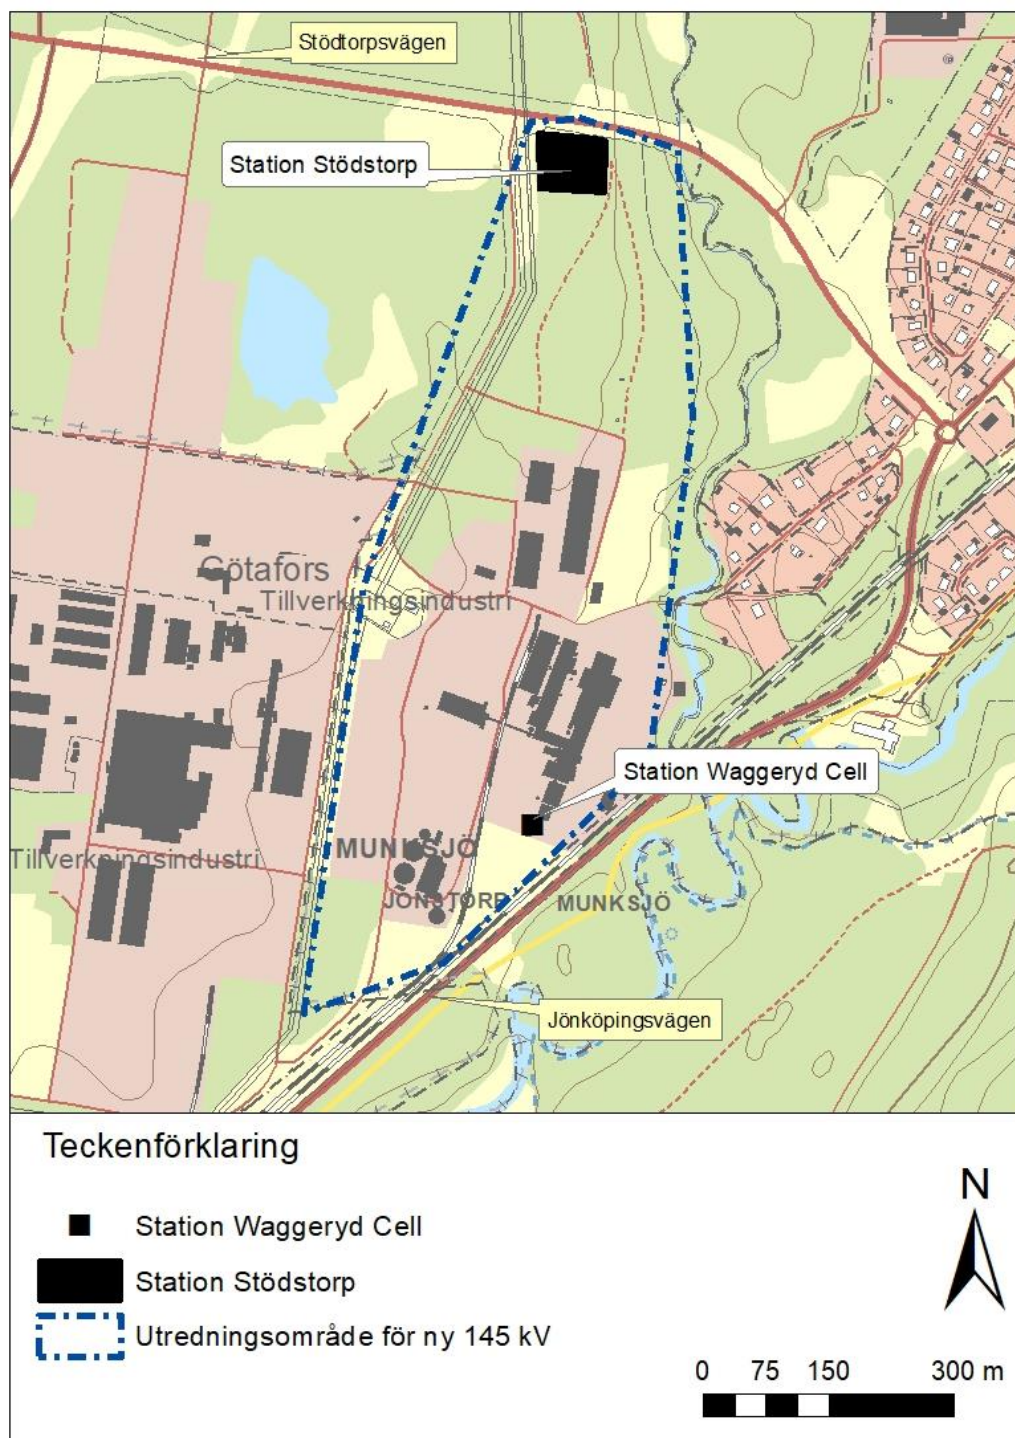 Stödtorpsvägen
Station Stödstorp
Götafors
Tillverkningsindustri
Station Waggeryd Cell
MUNKSJÖ
Tillverkningsindustri
JÖNSTORP
MUNKSJÖ
Jönköpingsvägen
Teckenförklaring
Station Waggeryd Cell
Station Stödstorp
Utredningsområde för ny 145 kV
N
0 75 150 300 m